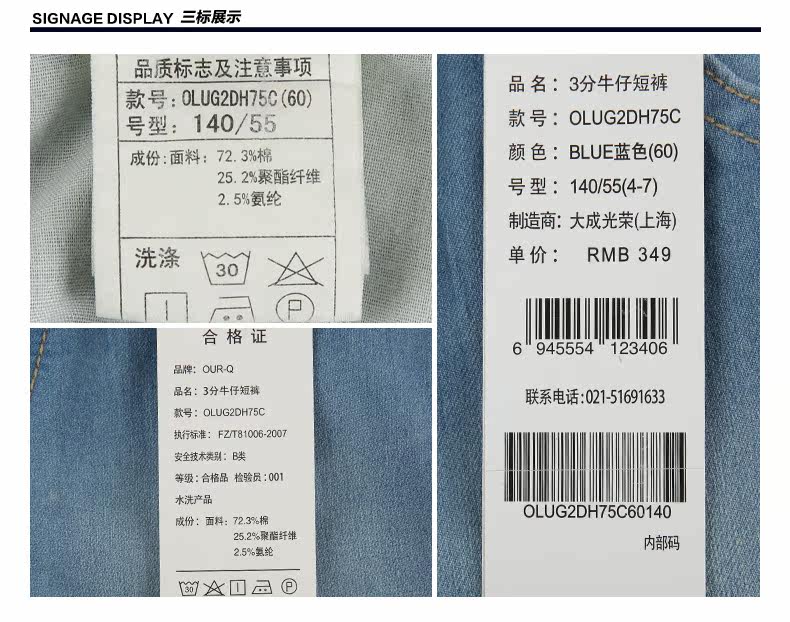 SIGNAGE DISPLAY 三标展示
品质标志及注意事项
款号: OLUG2DH75C(60)
号型: 140/55
成份:面料: 72.3%棉
25.2%聚酯纤维
2.5%氨纶
洗涤
30
P
合格证
品牌: OUR-Q
品名: 3分牛仔短裤
款号: OLUG2DH75C
执行标准: FZ/T81006-2007
安全技术类别: B类
等级:合格品 检验员:001
水洗产品
成份: 面料: 72.3%棉
25.2%聚酯纤维
2.5%氨纶
30 P
品名: 3分牛仔短裤
款号: OLUG2DH75C
颜色: BLUE蓝色(60)
号型: 140/55(4-7)
制造商: 大成光荣(上海)
单价: RMB 349
6 945554 123406
联系电话:021-51691633
OLUG2DH75C60140
内部码